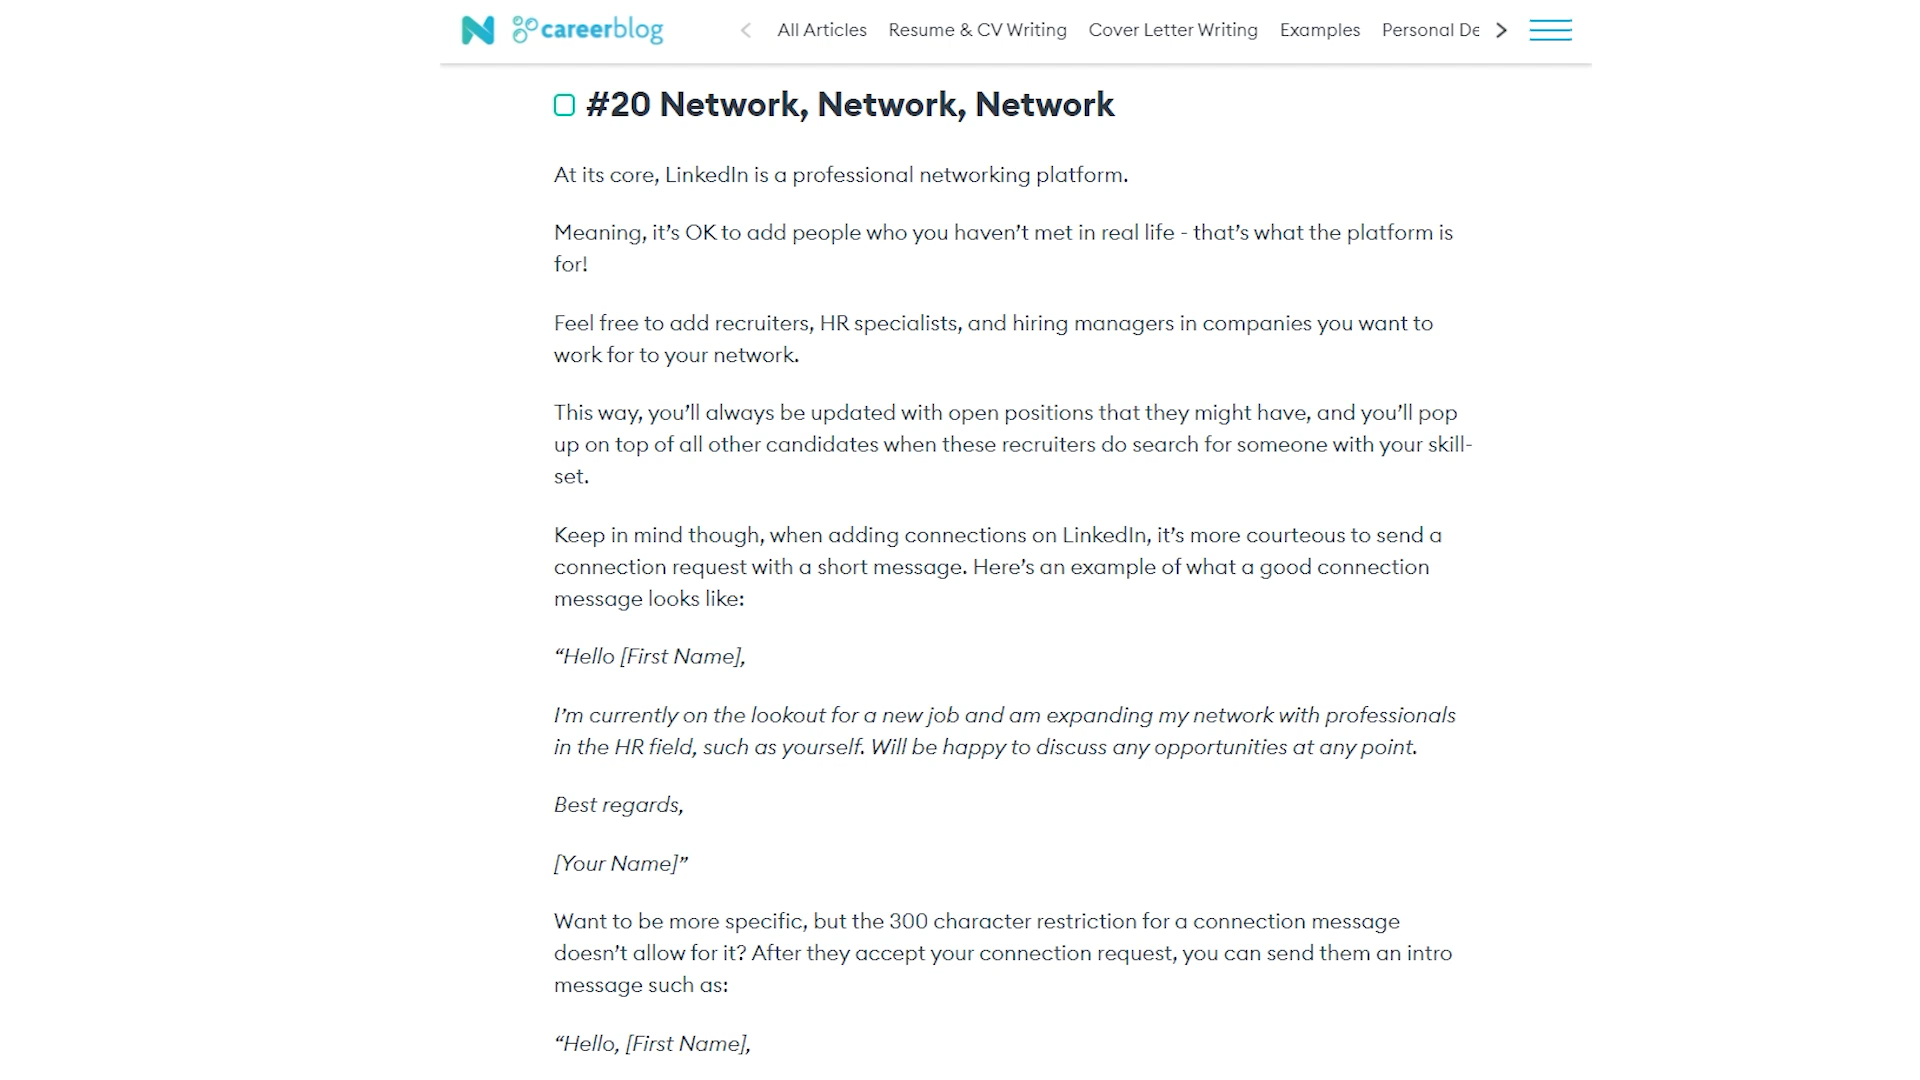 careerblog
All Articles Resume & CV Writing Cover Letter Writing Examples Personal De
#20 Network, Network, Network
At its core, LinkedIn is a professional networking platform.
Meaning, it’s OK to add people who you haven’t met in real life - that’s what the platform is
for!
Feel free to add recruiters, HR specialists, and hiring managers in companies you want to
work for to your network.
This way, you’ll always be updated with open positions that they might have, and you’ll pop
up on top of all other candidates when these recruiters do search for someone with your skill-
set.
Keep in mind though, when adding connections on LinkedIn, it’s more courteous to send a
connection request with a short message. Here’s an example of what a good connection
message looks like:
“Hello [First Name],
I’m currently on the lookout for a new job and am expanding my network with professionals
in the HR field, such as yourself. Will be happy to discuss any opportunities at any point.
Best regards,
[Your Name]”
Want to be more specific, but the 300 character restriction for a connection message
doesn’t allow for it? After they accept your connection request, you can send them an intro
message such as:
“Hello, [First Name],